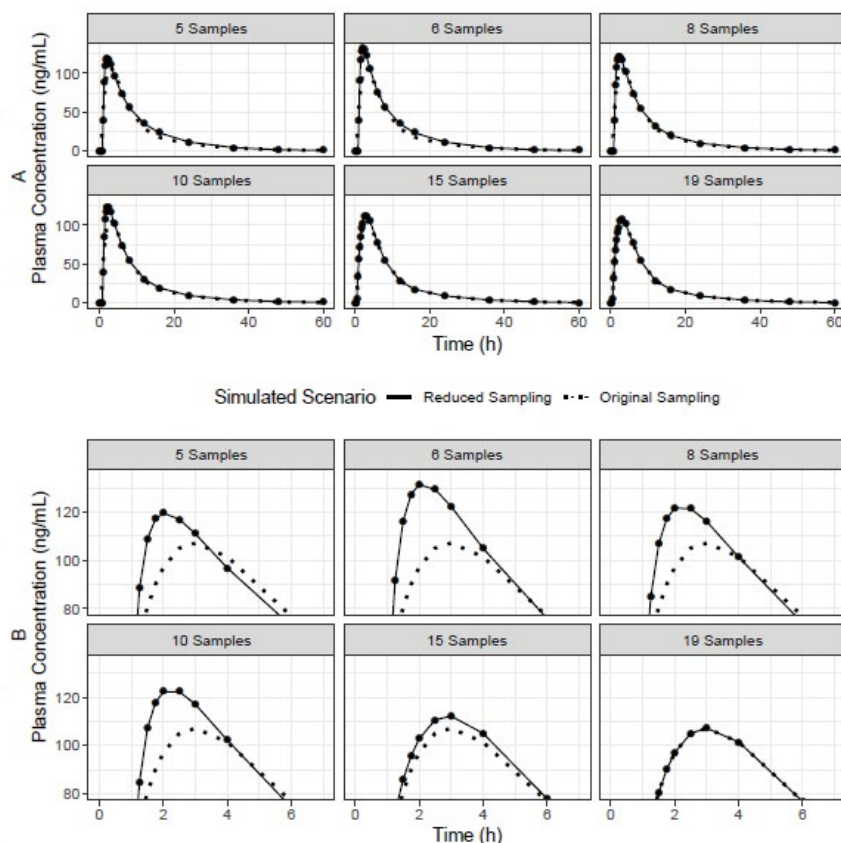 5 Samples 6 Samples 8 Samples
100
50
0
10 Samples 15 Samples 19 Samples
100
50
0
0 20 40 60 0 20 40 60 0 20 40 60
Time (h)
A
Plasma Concentration (ng/mL)
Simulated Scenario Reduced Sampling Original Sampling
5 Samples 6 Samples 8 Samples
120
100
80
10 Samples 15 Samples 19 Samples
120
100
80
0 2 4 6 0 2 4 6 0 2 4 6
Time (h)
B
Plasma Concentration (ng/mL)